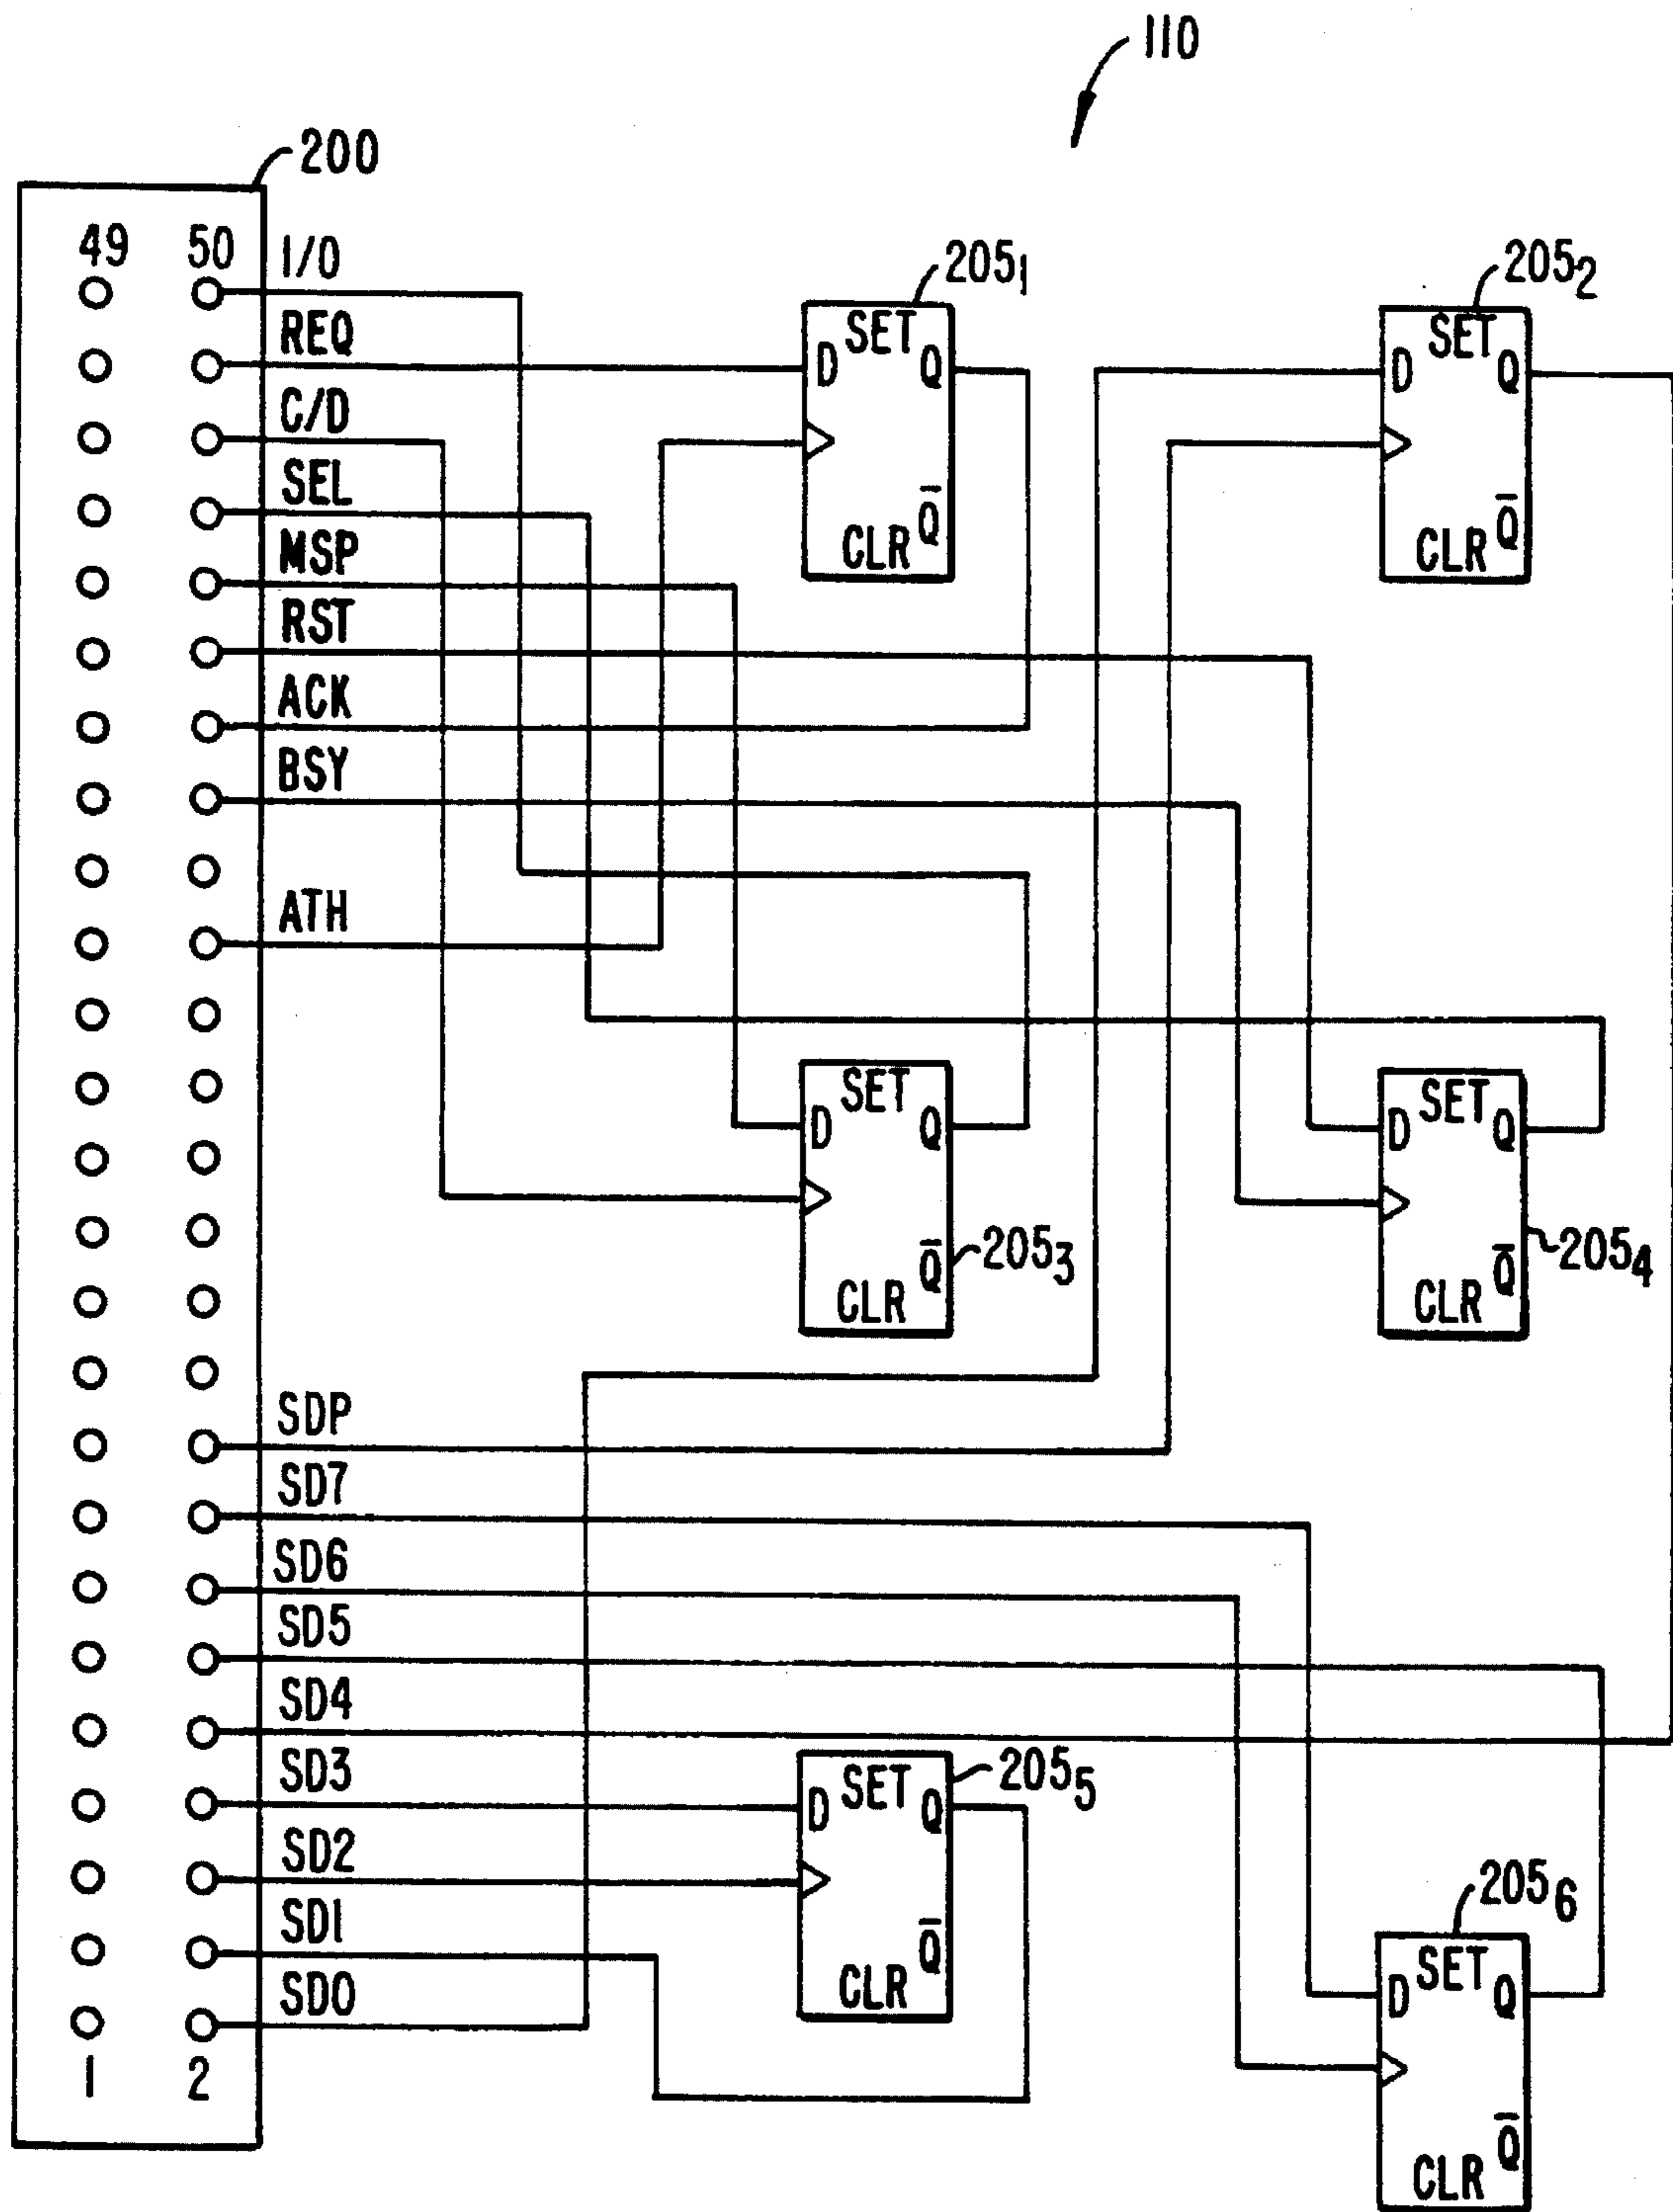 110
200
49 50
I/O
REQ
C/D
SEL
MSP
RST
ACK
BSY
ATH
SDP
SD7
SD6
SD5
SD4
SD3
SD2
SD1
SD0
1 2
205₁
SET
D Q
Q̅
CLR
205₂
SET
D Q
Q̅
CLR
SET
D Q
Q̅
CLR
205₃
SET
D Q
Q̅
CLR
205₄
205₅
SET
D Q
Q̅
CLR
205₆
SET
D Q
Q̅
CLR